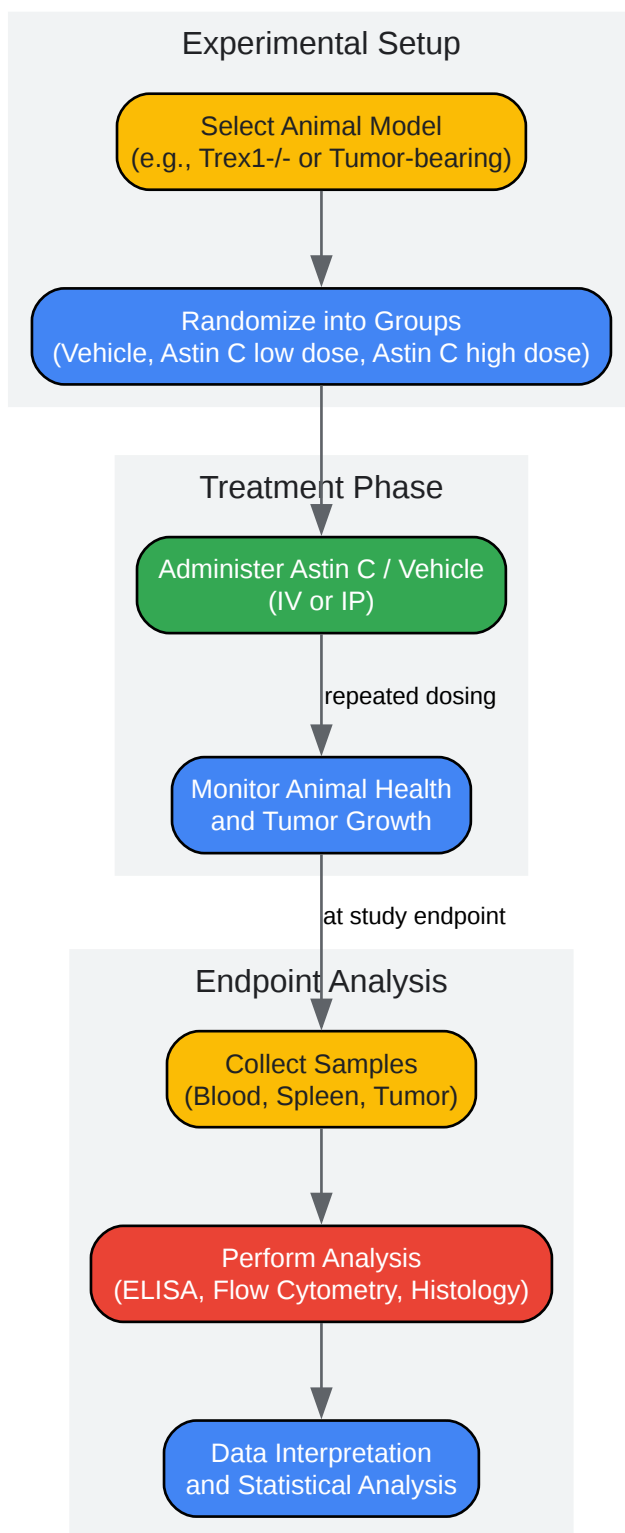 Experimental Setup
Select Animal Model
(e.g., Trex1-/- or Tumor-bearing)
Randomize into Groups
(Vehicle, Astin C low dose, Astin C high dose)
Treatment Phase
Administer Astin C / Vehicle
(IV or IP)
repeated dosing
Monitor Animal Health
and Tumor Growth
at study endpoint
Endpoint Analysis
Collect Samples
(Blood, Spleen, Tumor)
Perform Analysis
(ELISA, Flow Cytometry, Histology)
Data Interpretation
and Statistical Analysis